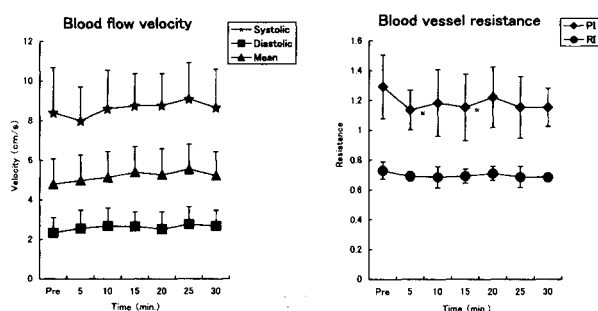 Blood flow velocity
Systolic
Diastolic
Mean
12
10
8
6
4
2
0
Velocity (cm/s)
Pre 5 10 15 20 25 30
Time (min.)
Blood vessel resistance
PI
RI
1.6
1.4
1.2
1
0.8
0.6
0.4
0.2
0
Resistance
*
*
Pre 5 10 15 20 25 30
Time (min.)